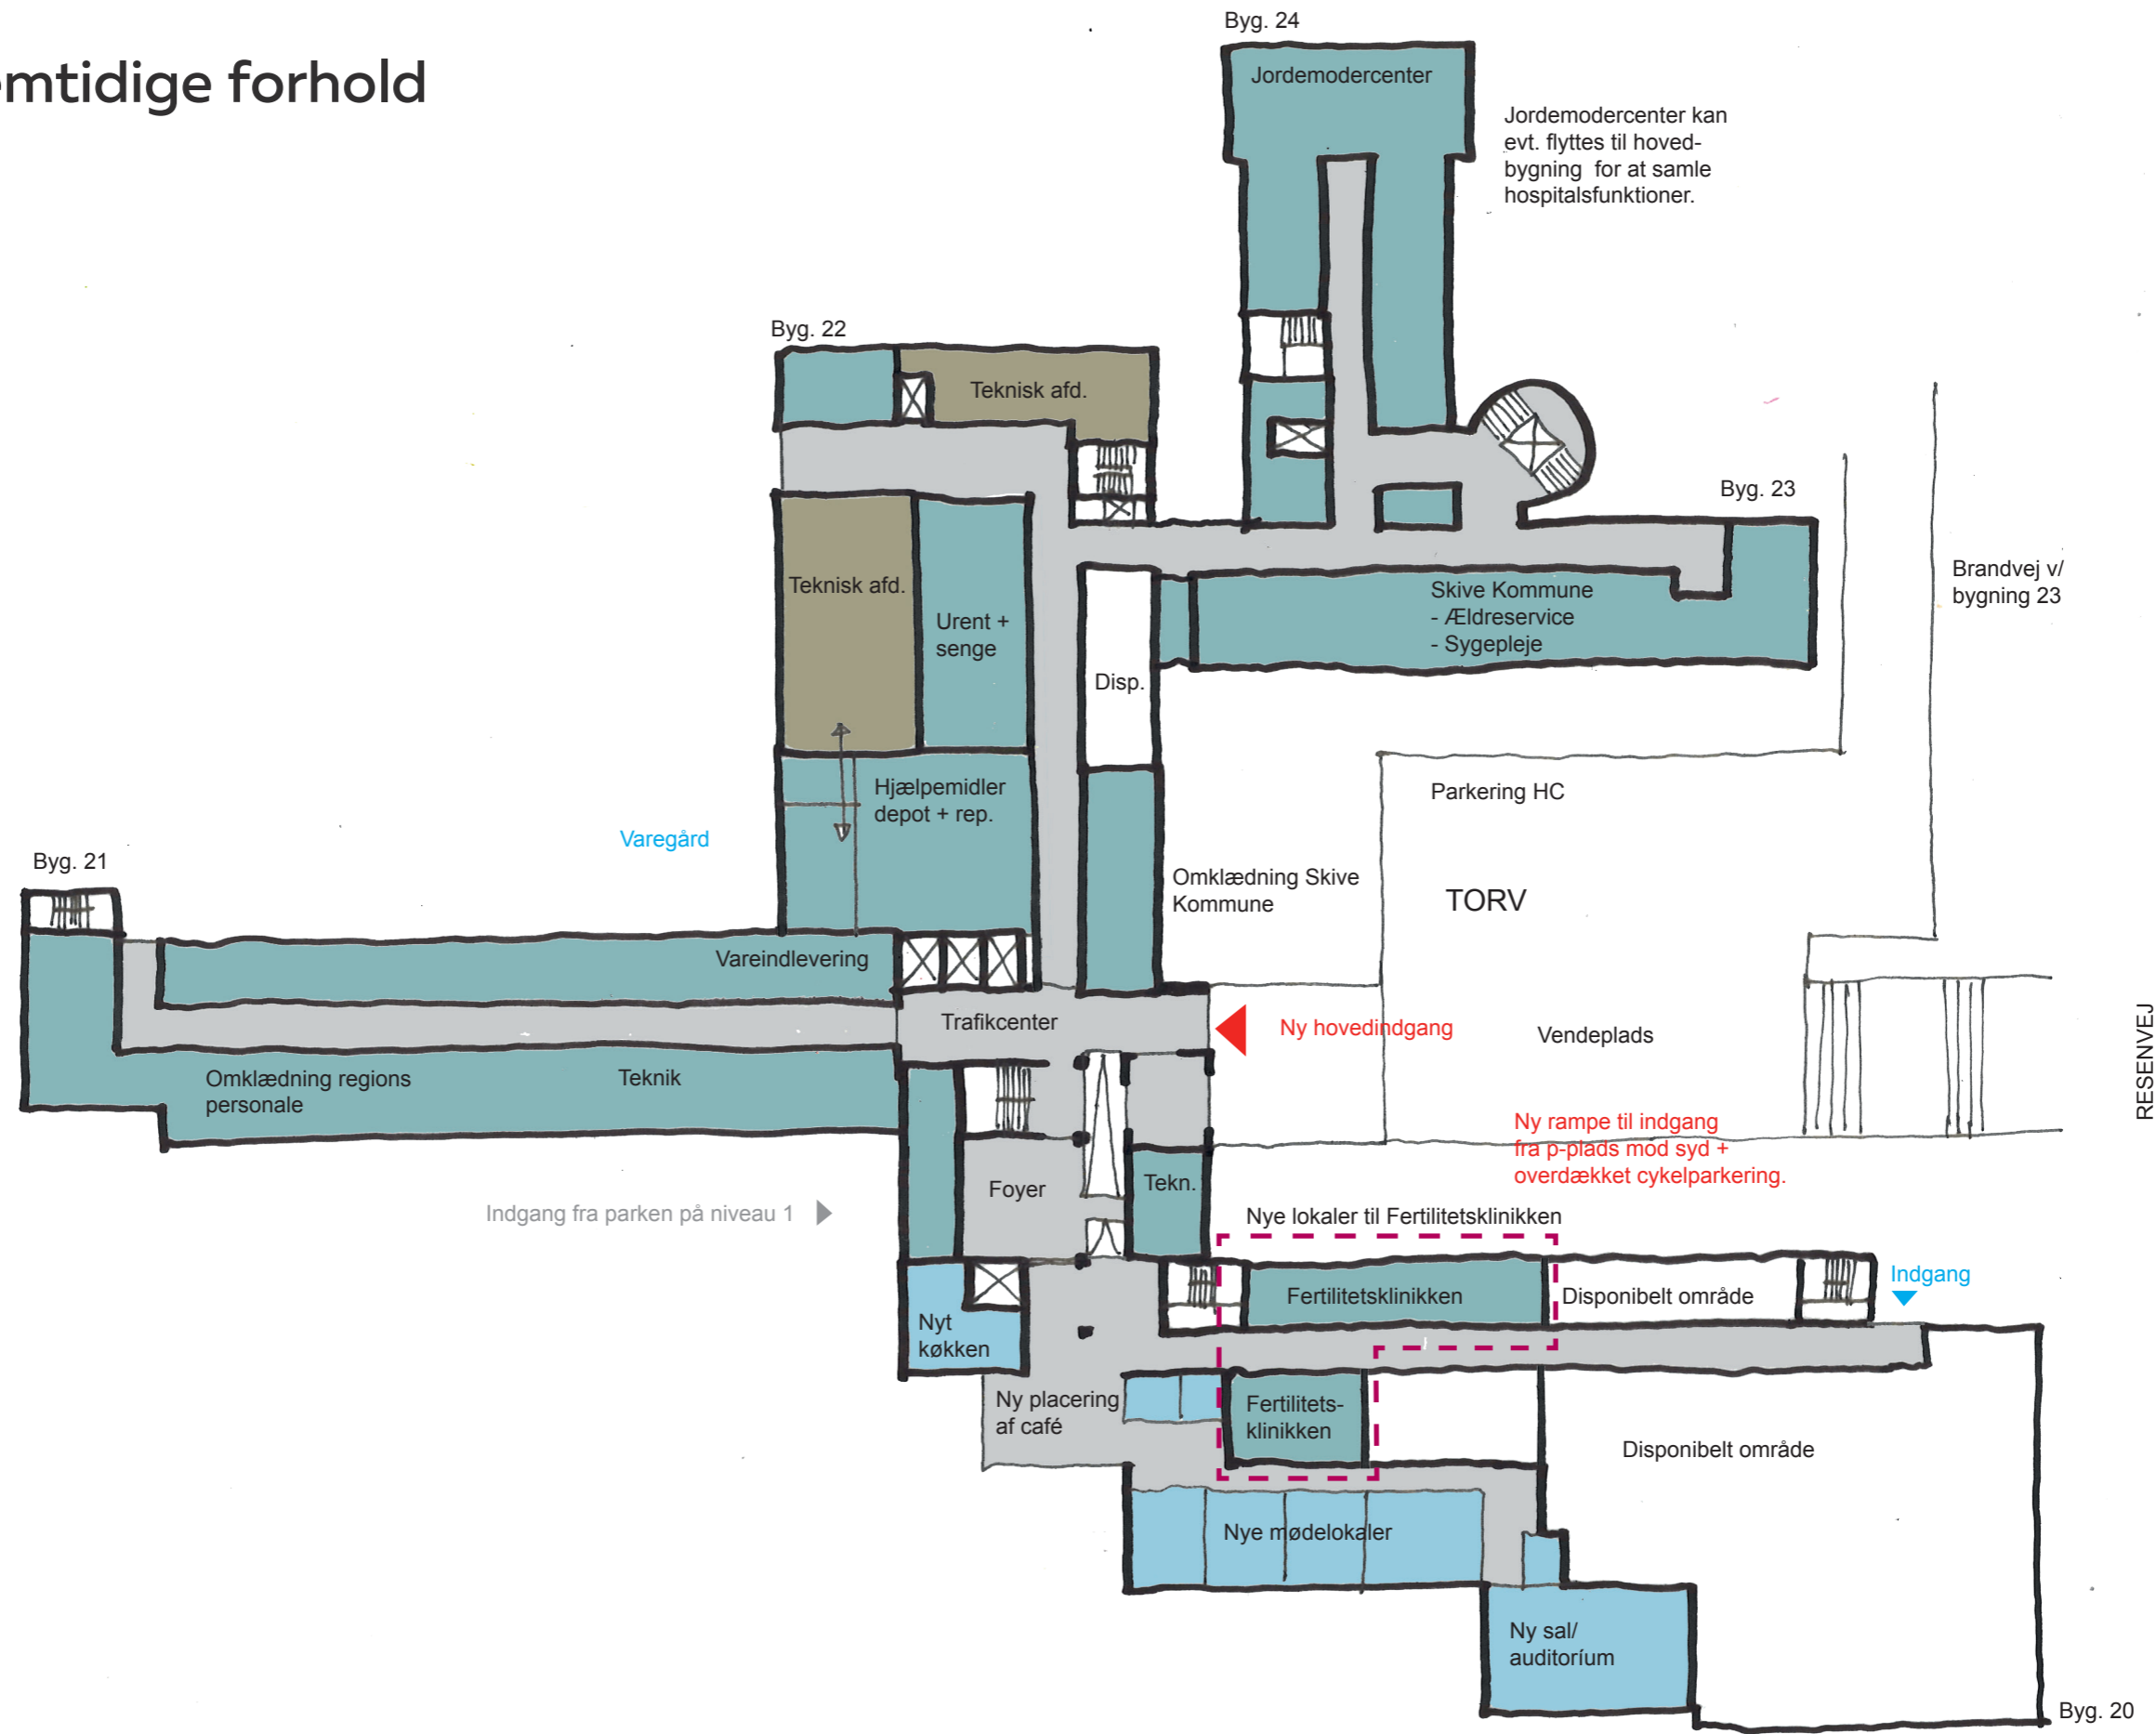 emtidige forhold
Byg. 24
Jordemodercenter
Jordemodercenter kan
evt. flyttes til hoved-
bygning  for at samle
hospitalsfunktioner.
Byg. 22
Teknisk afd.
Byg. 23
Brandvej v/
bygning 23
Teknisk afd.
Urent +
senge
Skive Kommune
- Ældreservice
- Sygepleje
Disp.
Hjælpemidler
depot + rep.
Parkering HC
Varegård
Byg. 21
Omklædning Skive
Kommune
TORV
Vareindlevering
Trafikcenter
Ny hovedindgang
Vendeplads
RESENVEJ
Omklædning regions
personale
Teknik
Ny rampe til indgang
fra p-plads mod syd +
overdækket cykelparkering.
Foyer
Tekn.
Indgang fra parken på niveau 1
Nye lokaler til Fertilitetsklinikken
Fertilitetsklinikken
Disponibelt område
Indgang
Nyt
køkken
Ny placering
af café
Fertilitets-
klinikken
Disponibelt område
Nye mødelokaler
Ny sal/
auditoríum
Byg. 20